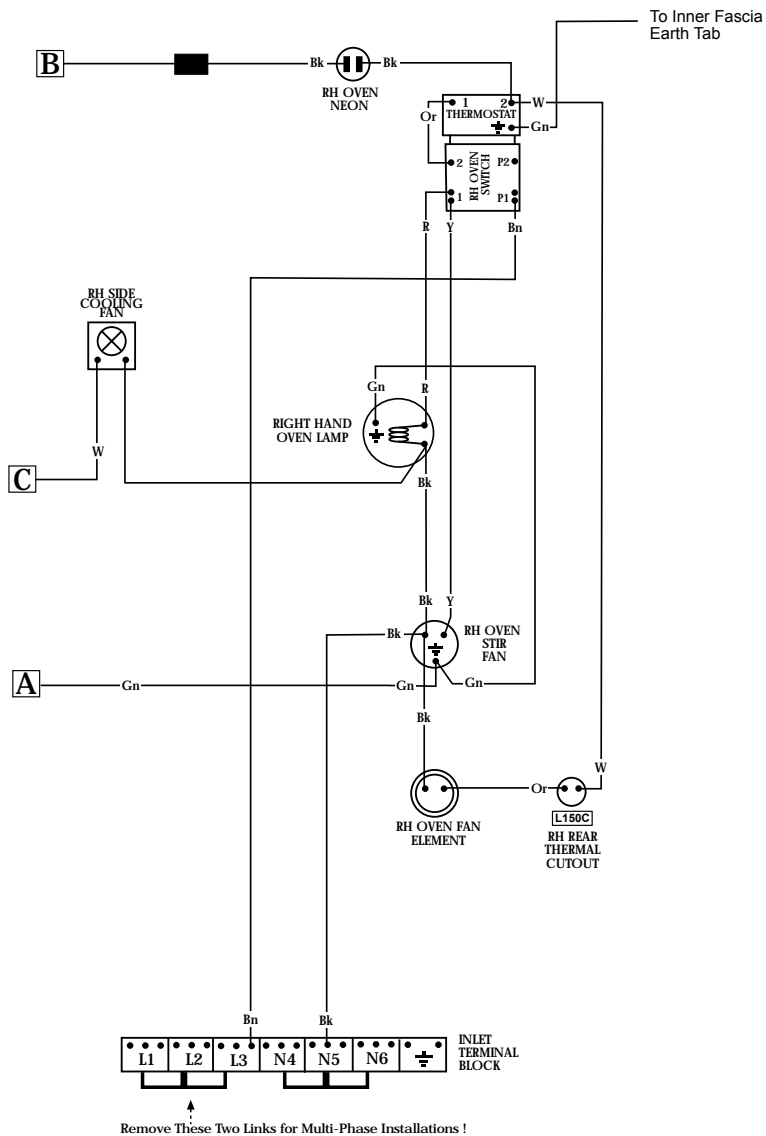 To Inner Fascia
Earth Tab
B
Bk
Bk
RH OVEN
NEON
1
2
W
THERMOSTAT
Or
Gn
2
P2
RH OVEN
SWITCH
1
P1
R
Y
Bn
RH SIDE
COOLING
FAN
Gn
R
RIGHT HAND
OVEN LAMP
W
C
Bk
Bk
Y
Bk
RH OVEN
STIR
FAN
A
Gn
Gn
Gn
Bk
W
Or
L150C
RH OVEN FAN
ELEMENT
RH REAR
THERMAL
CUTOUT
Bn
Bk
L1
L2
L3
N4
N5
N6
INLET
TERMINAL
BLOCK
Remove These Two Links for Multi-Phase Installations !